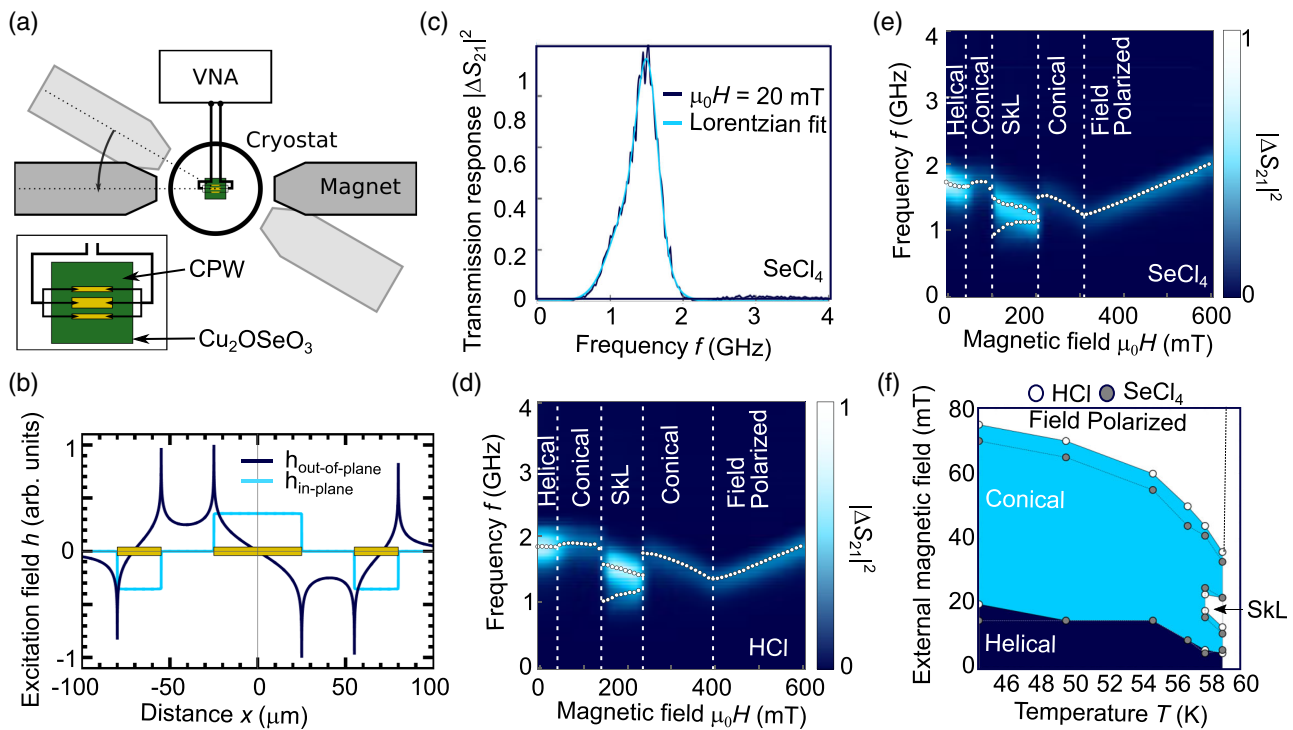 (a)
VNA
Cryostat
Magnet
CPW
Cu2OSeO3
(b)
Excitation field h (arb. units)
1
0
-1
hout-of-plane
hin-plane
-100
-50
0
50
100
Distance x (μm)
(c)
Transmission response |ΔS21|²
1
0.8
0.6
0.4
0.2
0
μ0H = 20 mT
Lorentzian fit
SeCl4
0
1
2
3
4
Frequency f (GHz)
(d)
Frequency f (GHz)
4
3
2
1
0
Helical
Conical
SkL
Conical
Field
Polarized
HCl
0
200
400
600
Magnetic field μ0H (mT)
1
0
|ΔS21|²
(e)
Frequency f (GHz)
4
3
2
1
0
Helical
Conical
SkL
Conical
Field
Polarized
SeCl4
0
200
400
600
Magnetic field μ0H (mT)
1
0
|ΔS21|²
(f)
HCl
SeCl4
External magnetic field (mT)
80
60
40
20
0
Field Polarized
Conical
Helical
SkL
46 48 50 52 54 56 58 60
Temperature T (K)